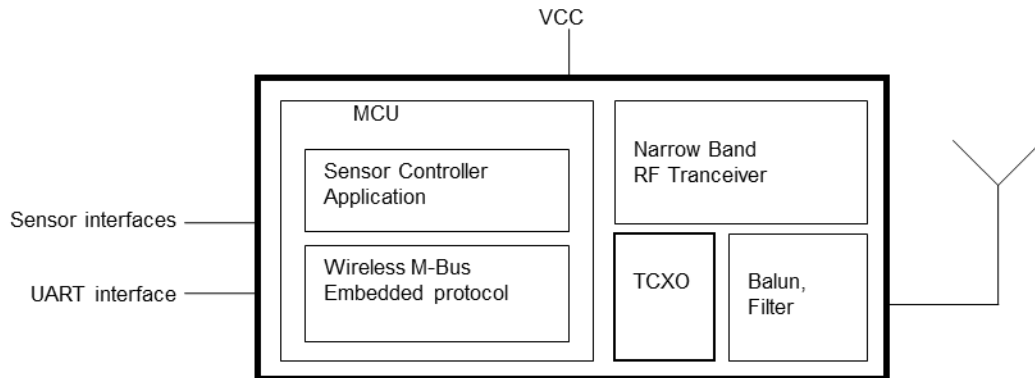 VCC
MCU
Sensor Controller
Application
Wireless M-Bus
Embedded protocol
Narrow Band
RF Tranceiver
TCXO
Balun,
Filter
Sensor interfaces
UART interface